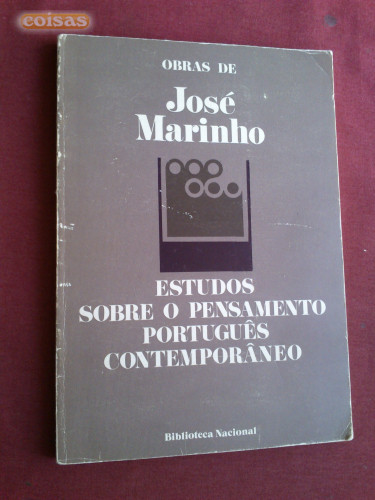 coisas
OBRAS DE
José
Marinho
ESTUDOS
SOBRE O PENSAMENTO
PORTUGUÊS
CONTEMPORÂNEO
Biblioteca Nacional